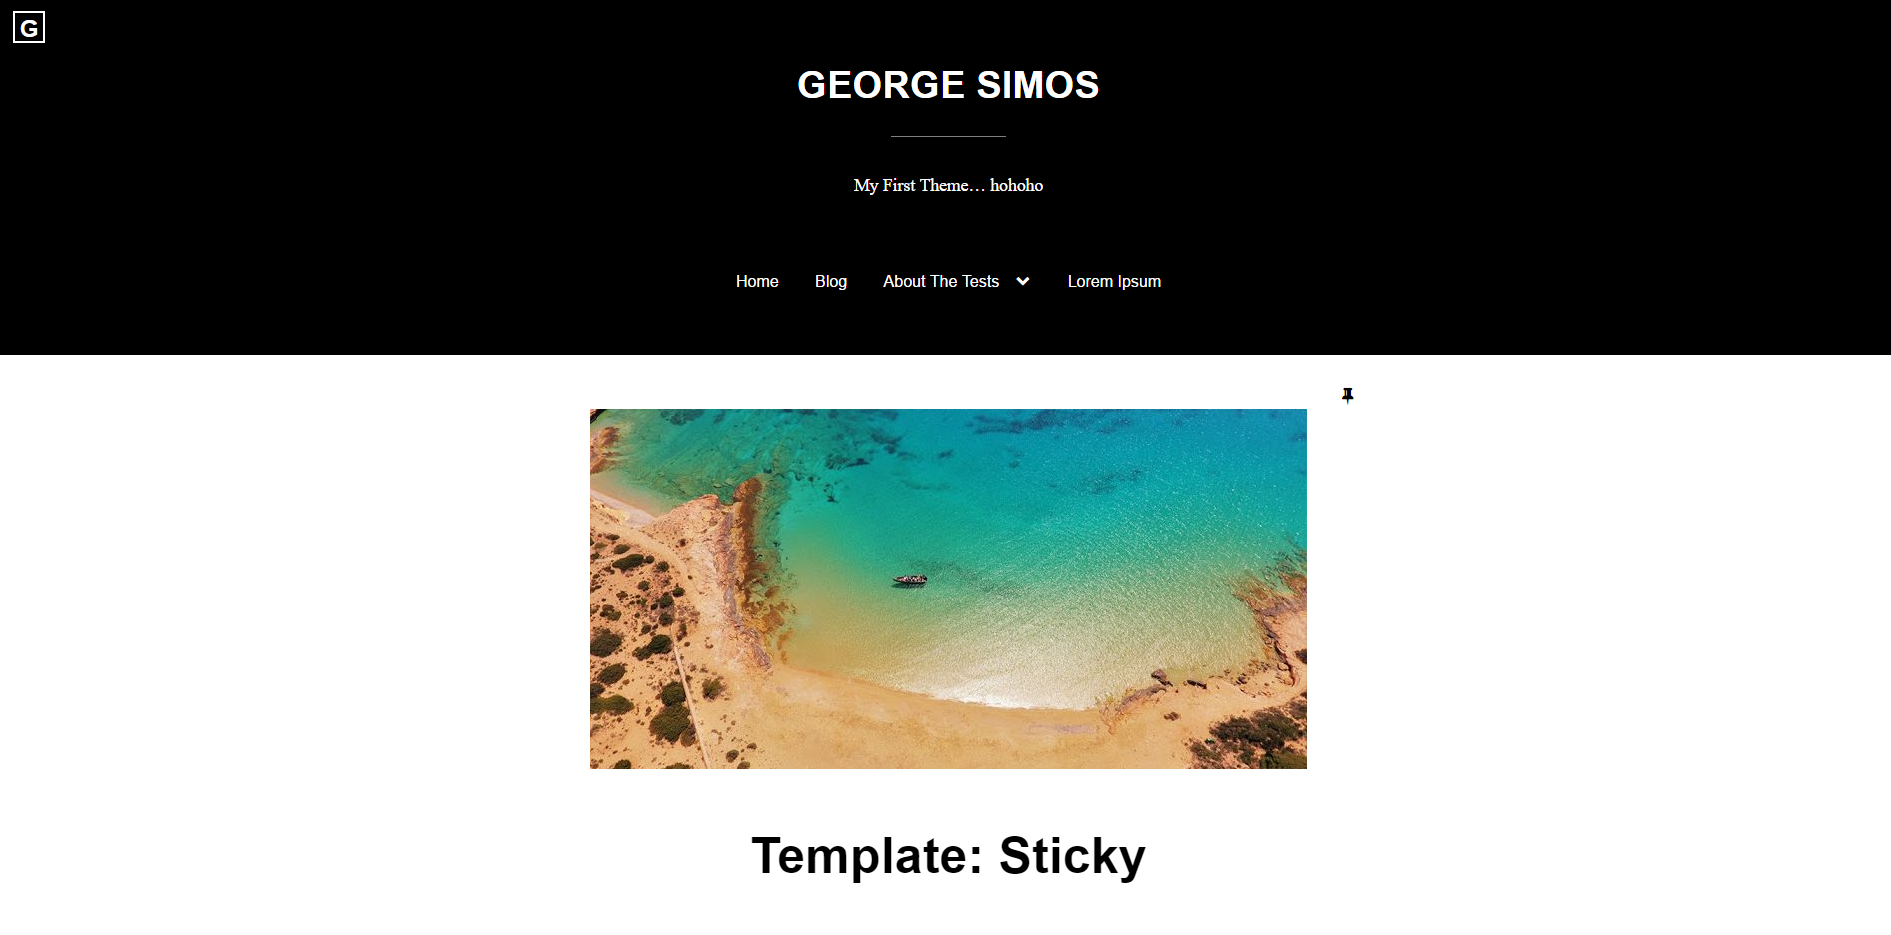 G
GEORGE SIMOS
My First Theme… hohoho
Home Blog About The Tests Lorem Ipsum
Template: Sticky